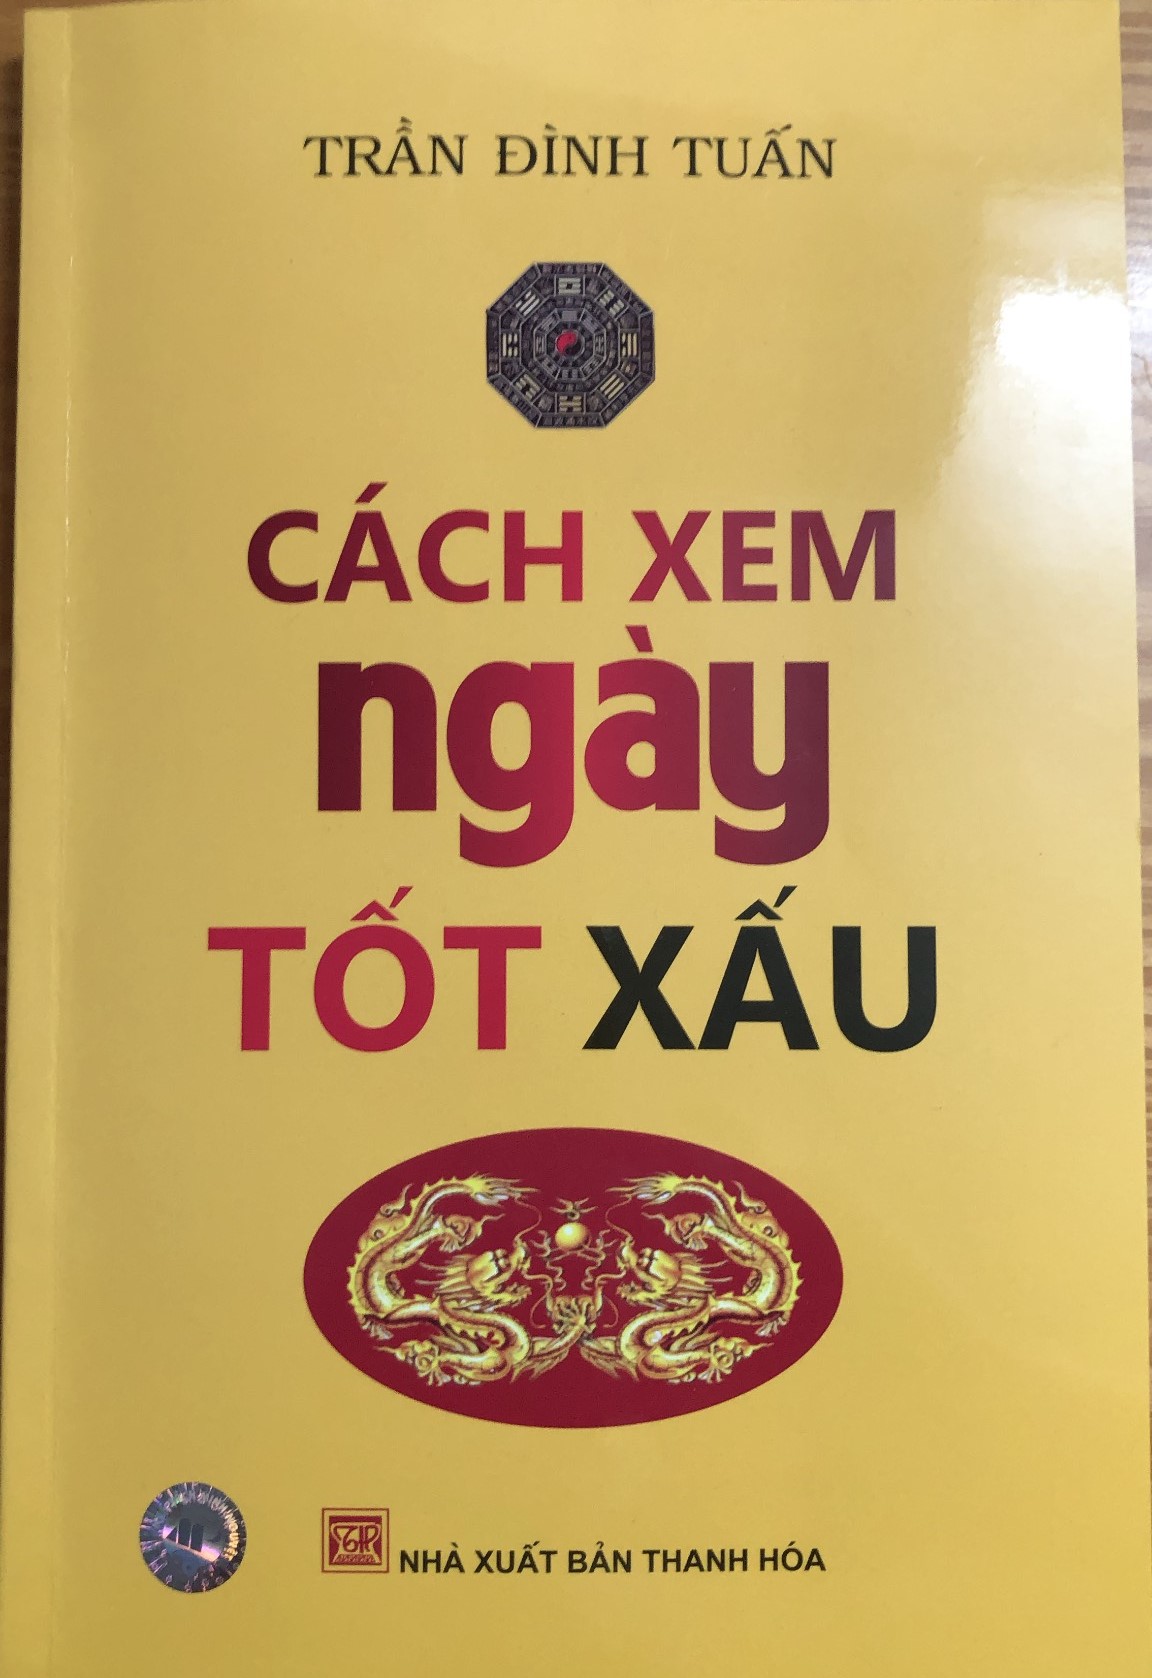 TRẦN ĐÌNH TUẤN
CÁCH XEM
ngày
TỐT XẤU
NHÀ XUẤT BẢN THANH HÓA